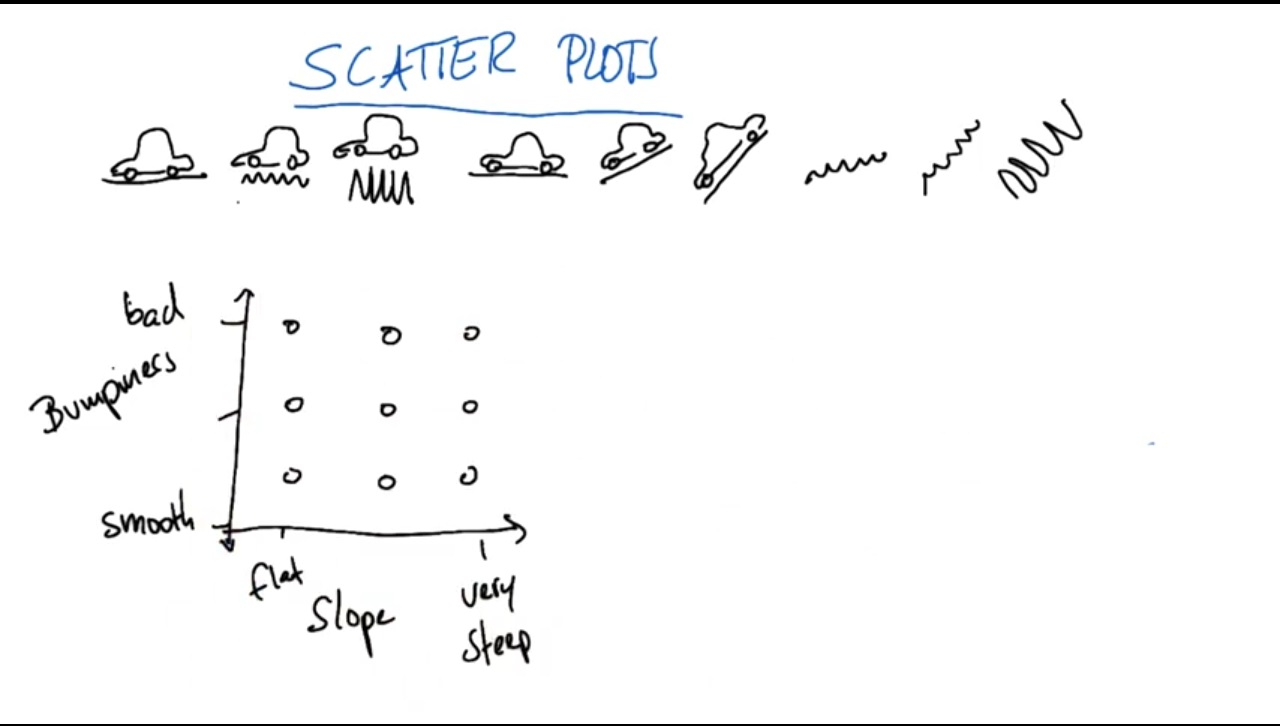 SCATTER PLOTS
bad
Bumpiness
smooth
flat
Slope
very
steep